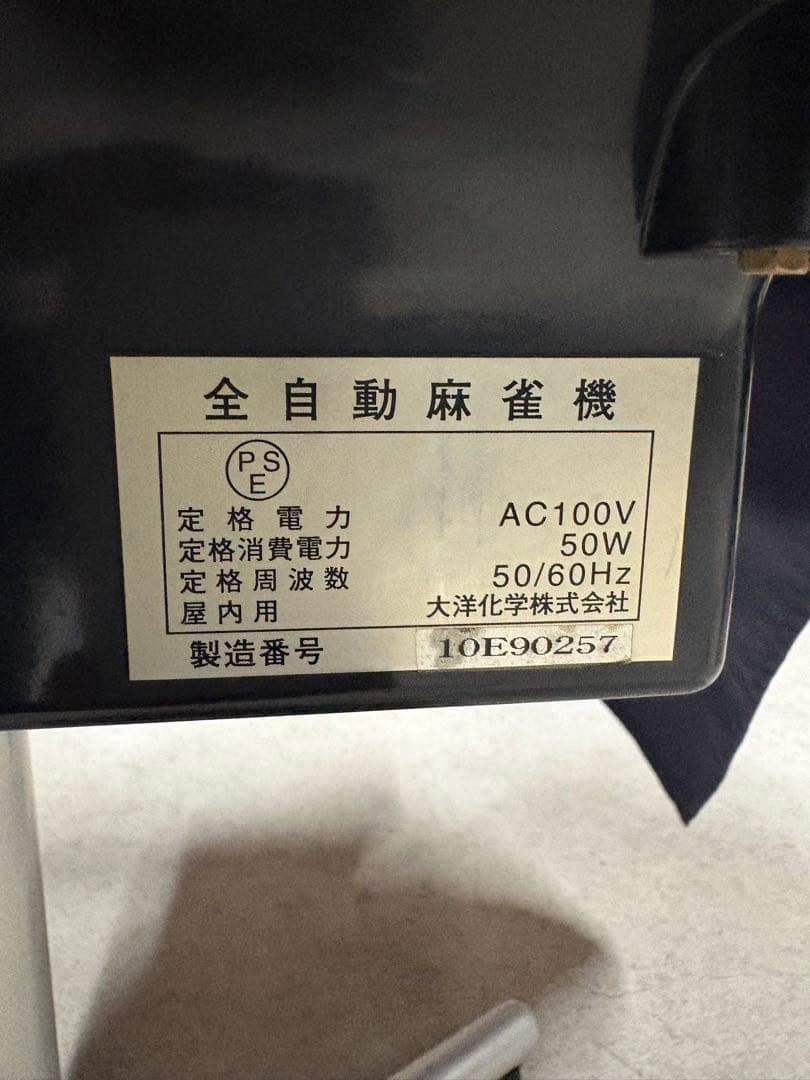 全自動麻雀機
PSE
定格電力 AC100V
定格消費電力 50W
定格周波数 50/60Hz
屋内用 大洋化学株式会社
製造番号 10E90257